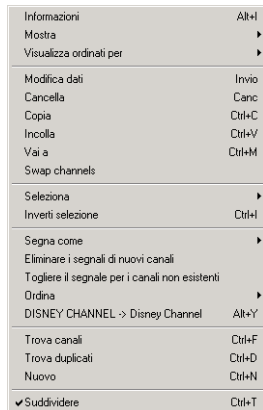 Informazioni Alt+I
Mostra
Visualizza ordinati per
Modifica dati Invio
Cancella Canc
Copia Ctrl+C
Incolla Ctrl+V
Vai a Ctrl+M
Swap channels
Seleziona
Inverti selezione Ctrl+I
Segna come
Eliminare i segnali di nuovi canali
Togliere il segnale per i canali non esistenti
Ordina
DISNEY CHANNEL -> Disney Channel Alt+Y
Trova canali Ctrl+F
Trova duplicati Ctrl+D
Nuovo Ctrl+N
Suddividere Ctrl+T